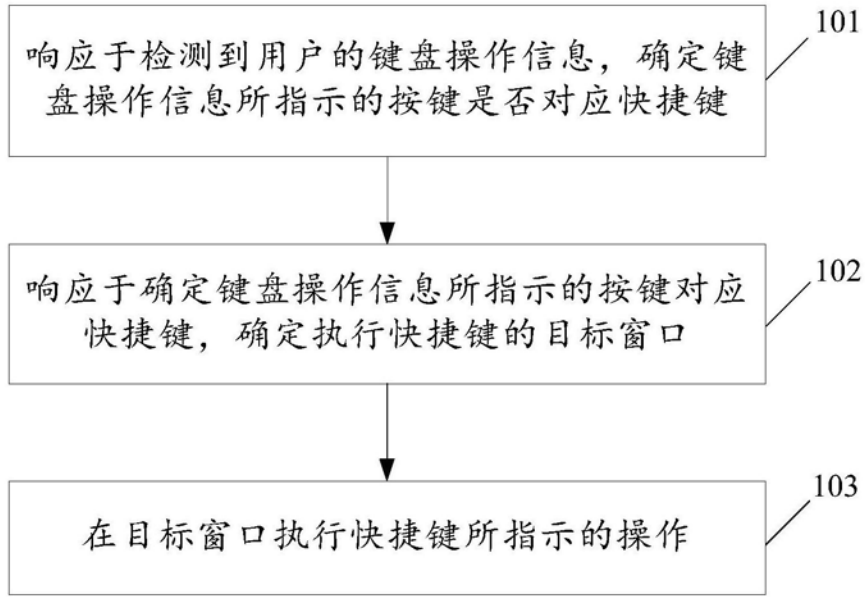 响应于检测到用户的键盘操作信息，确定键
盘操作信息所指示的按键是否对应快捷键
101
响应于确定键盘操作信息所指示的按键对应
快捷键，确定执行快捷键的目标窗口
102
在目标窗口执行快捷键所指示的操作
103